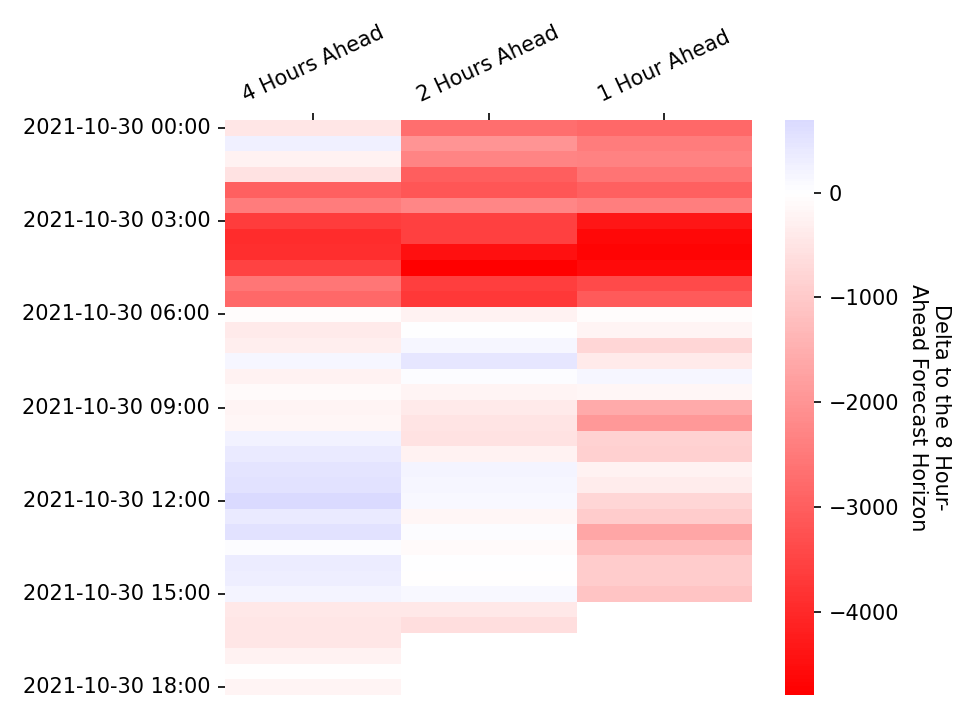 4 Hours Ahead
2 Hours Ahead
1 Hour Ahead
2021-10-30 00:00
2021-10-30 03:00
2021-10-30 06:00
2021-10-30 09:00
2021-10-30 12:00
2021-10-30 15:00
2021-10-30 18:00
0
−1000
−2000
−3000
−4000
Delta to the 8 Hour-
Ahead Forecast Horizon